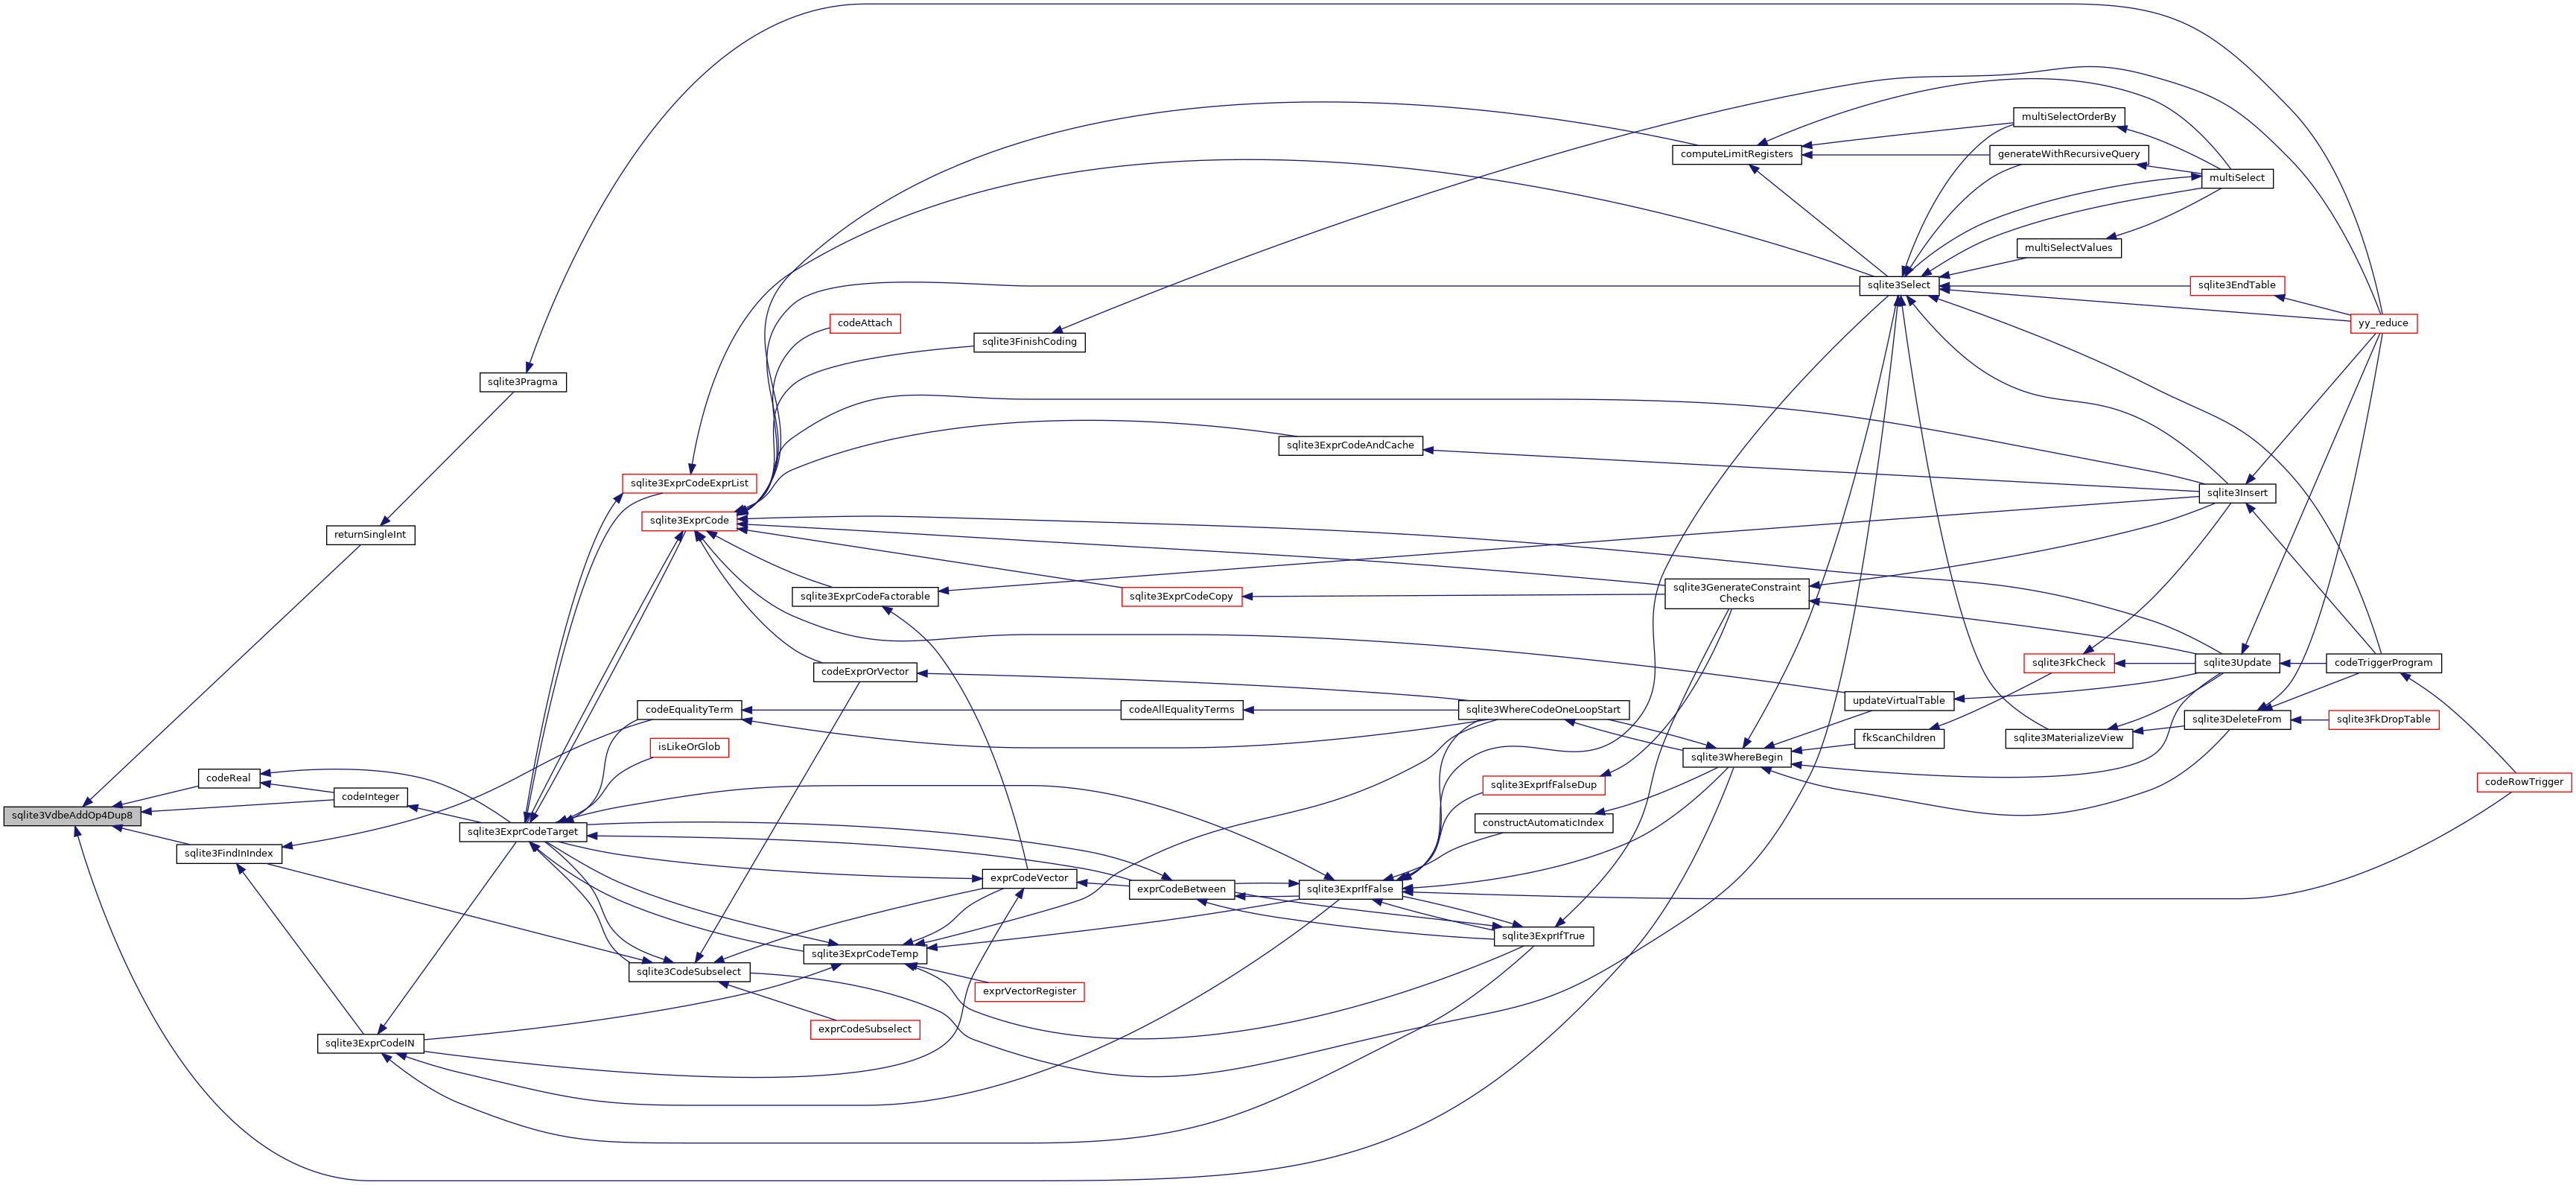 multiSelectOrderBy
computeLimitRegisters
generateWithRecursiveQuery
multiSelect
multiSelectValues
sqlite3Select
sqlite3EndTable
codeAttach
yy_reduce
sqlite3FinishCoding
sqlite3Pragma
sqlite3ExprCodeAndCache
sqlite3ExprCodeExprList
sqlite3Insert
sqlite3ExprCode
returnSingleInt
sqlite3ExprCodeFactorable
sqlite3ExprCodeCopy
sqlite3GenerateConstraint
Checks
codeExprOrVector
sqlite3FkCheck
sqlite3Update
codeTriggerProgram
updateVirtualTable
codeEqualityTerm
codeAllEqualityTerms
sqlite3WhereCodeOneLoopStart
sqlite3DeleteFrom
sqlite3FkDropTable
fkScanChildren
sqlite3MaterializeView
isLikeOrGlob
sqlite3WhereBegin
codeReal
sqlite3ExprIfFalseDup
codeRowTrigger
codeInteger
sqlite3VdbeAddOp4Dup8
constructAutomaticIndex
sqlite3ExprCodeTarget
sqlite3FindInIndex
exprCodeVector
exprCodeBetween
sqlite3ExprIfFalse
sqlite3ExprIfTrue
sqlite3ExprCodeTemp
sqlite3CodeSubselect
exprVectorRegister
exprCodeSubselect
sqlite3ExprCodeIN